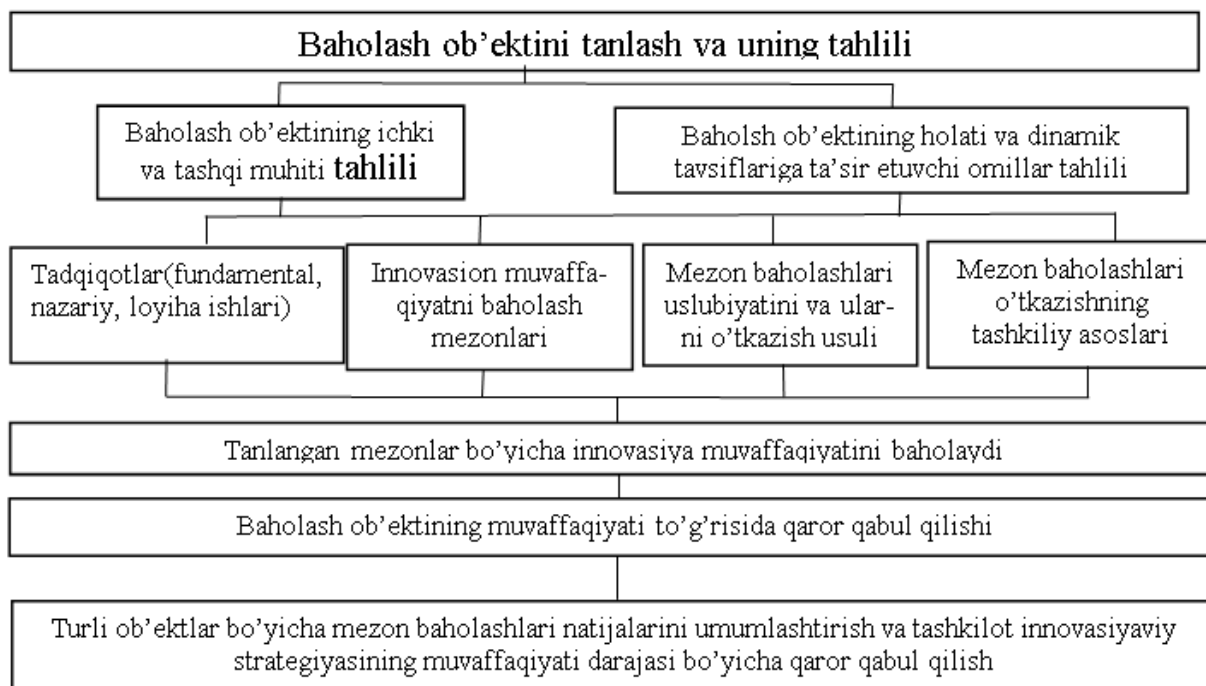 Baholash ob’ektini tanlash va uning tahlili
Baholash ob’ektining ichki
va tashqi muhiti tahlili
Baholsh ob’ektining holati va dinamik
tavsiflariga ta’sir etuvchi omillar tahlili
Tadqiqotlar(fundamental,
nazariy, loyiha ishlari)
Innovasion muvaffa-
qiyatni baholash
mezonlari
Mezon baholashlari
uslubiyatini va ular-
ni o’tkazish usuli
Mezon baholashlari
o’tkazishning
tashkiliy asoslari
Tanlangan mezonlar bo’yicha innovasiya muvaffaqiyatini baholaydi
Baholash ob’ektining muvaffaqiyati to’g’risida qaror qabul qilishi
Turli ob’ektlar bo’yicha mezon baholashlari natijalarini umumlashtirish va tashkilot innovasiyaviy
strategiyasining muvaffaqiyati darajasi bo’yicha qaror qabul qilish